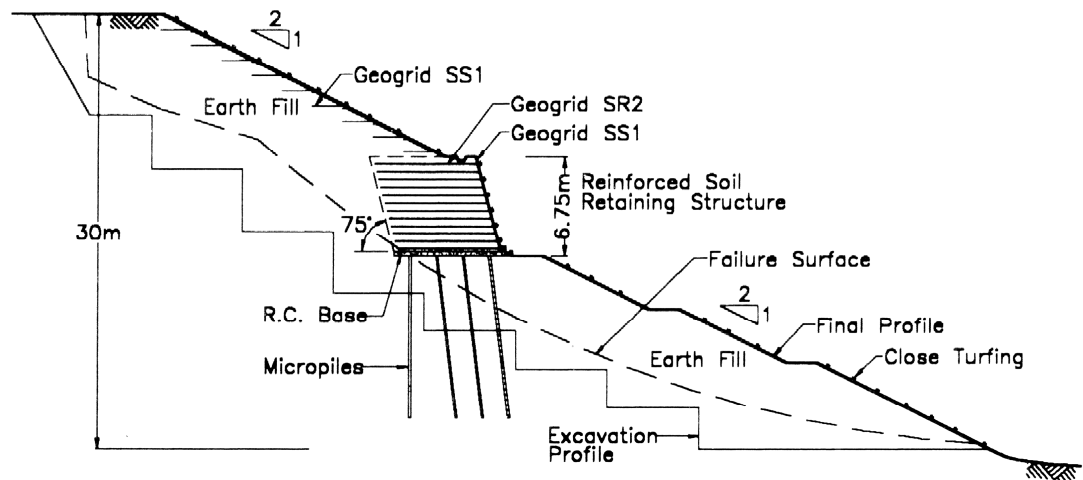 2
1
Geogrid SS1
Earth Fill
Geogrid SR2
Geogrid SS1
6.75m
Reinforced Soil
Retaining Structure
75°
30m
Failure Surface
R.C. Base
2
1
Final Profile
Micropiles
Earth Fill
Close Turfing
Excavation
Profile